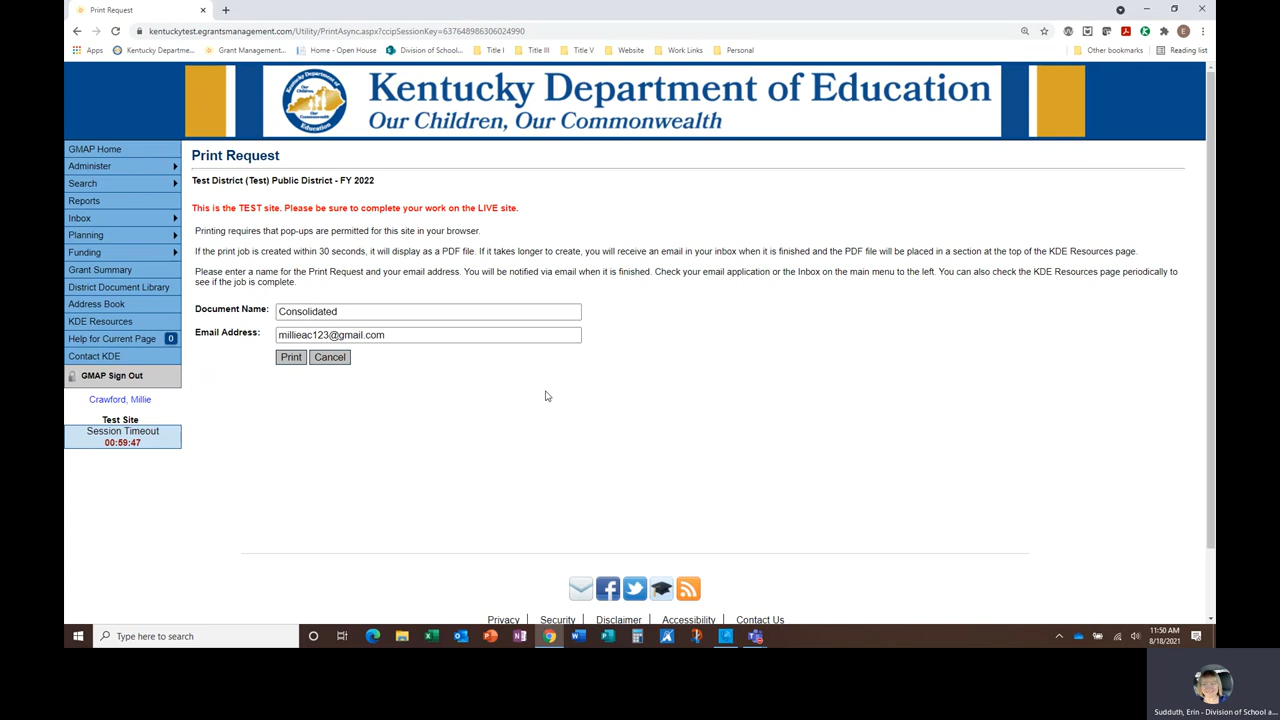 Print Request
kentuckytest.egrantsmanagement.com/Utility/PrintAsync.aspx?ccipSessionKey=637648986306024990
Apps
Kentucky Departme...
Grant Management...
Home - Open House
Division of School...
Title I
Title III
Title V
Website
Work Links
Personal
Other bookmarks
Reading list
Kentucky Department of Education
Our Children, Our Commonwealth
GMAP Home
Administer
Search
Reports
Inbox
Planning
Funding
Grant Summary
District Document Library
Address Book
KDE Resources
Help for Current Page 0
Contact KDE
GMAP Sign Out
Crawford, Millie
Test Site
Session Timeout
00:59:47
Print Request
Test District (Test) Public District - FY 2022
This is the TEST site. Please be sure to complete your work on the LIVE site.
Printing requires that pop-ups are permitted for this site in your browser.
If the print job is created within 30 seconds, it will display as a PDF file. If it takes longer to create, you will receive an email in your inbox when it is finished and the PDF file will be placed in a section at the top of the KDE Resources page.
Please enter a name for the Print Request and your email address. You will be notified via email when it is finished. Check your email application or the Inbox on the main menu to the left. You can also check the KDE Resources page periodically to
see if the job is complete.
Document Name: Consolidated
Email Address: millieac123@gmail.com
Print Cancel
Privacy | Security | Disclaimer | Accessibility | Contact Us
Type here to search
11:50 AM
8/18/2021
Sudduth, Erin - Division of School a...